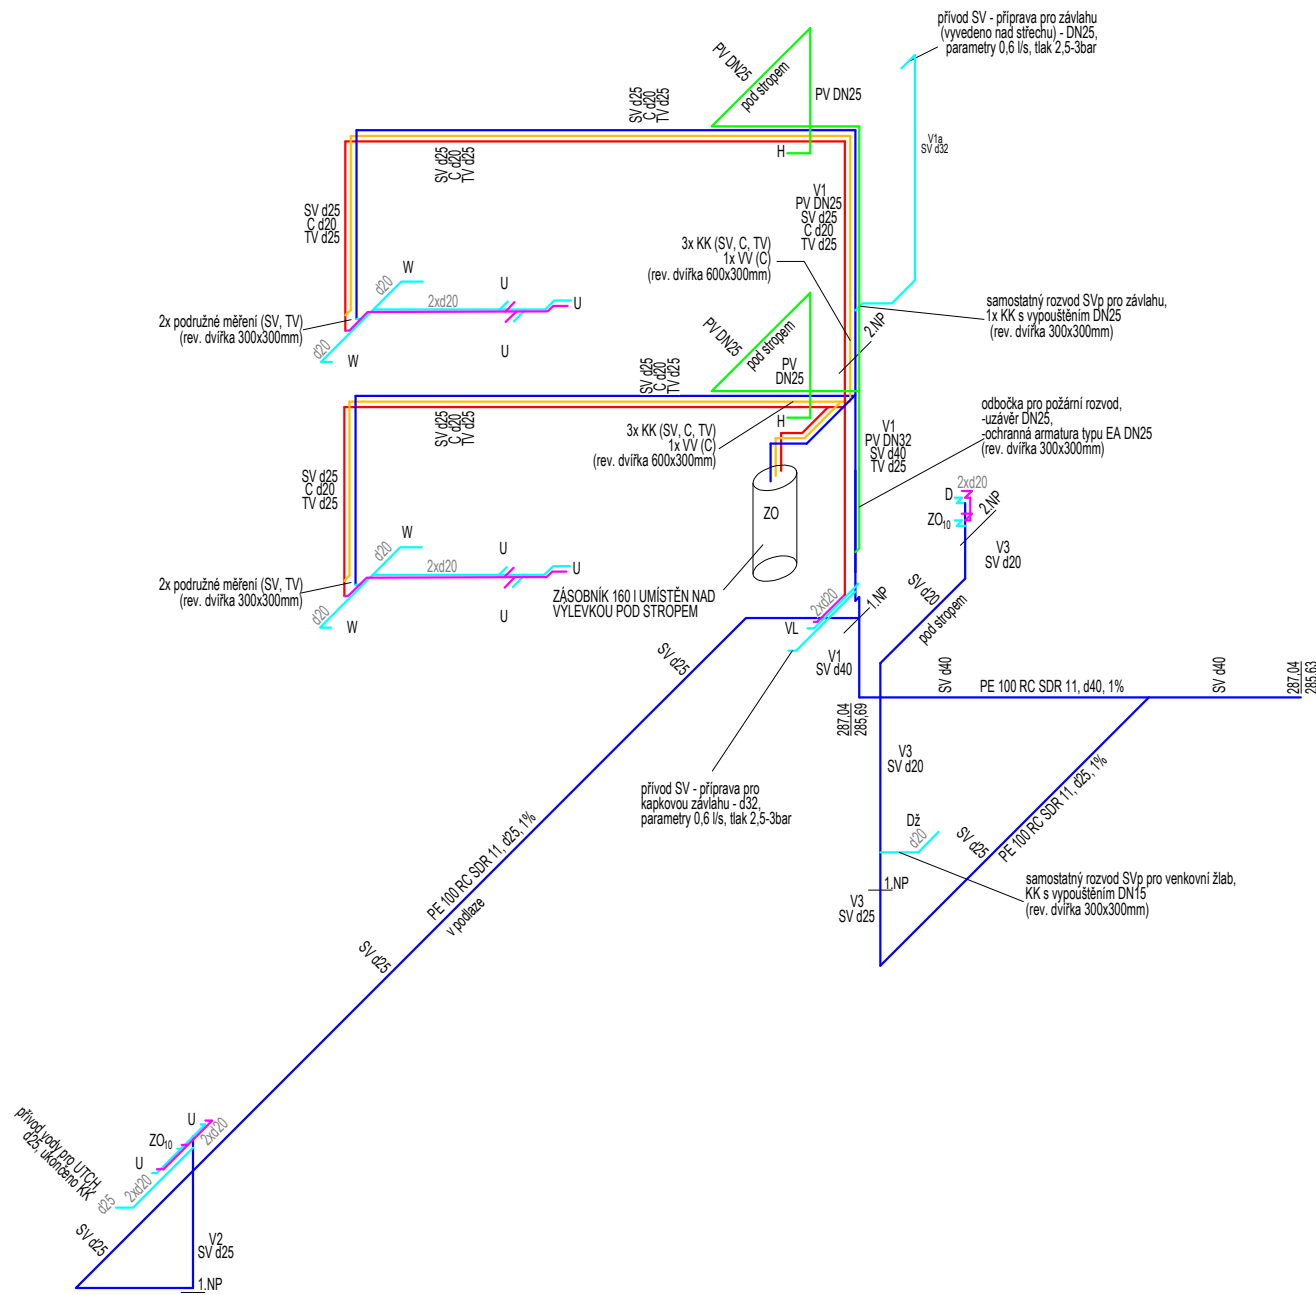 přívod SV - příprava pro závlahu
(vyvedeno nad střechu) - DN25,
parametry 0,6 l/s, tlak 2,5-3bar
PV DN25
pod stropem
PV DN25
H
SV d25
C d20
TV d25
SV d25
C d20
TV d25
V1a
SV d32
SV d25
C d20
TV d25
V1
PV DN25
SV d25
C d20
TV d25
3x KK (SV, C, TV)
1x VV (C)
(rev. dvířka 600x300mm)
W
d20
2xd20
U
U
U
2x podružné měření (SV, TV)
(rev. dvířka 300x300mm)
d20
W
samostatný rozvod SVp pro závlahu,
1x KK s vypouštěním DN25
(rev. dvířka 300x300mm)
2.NP
PV DN25
pod stropem
PV
DN25
H
SV d25
C d20
TV d25
SV d25
C d20
TV d25
3x KK (SV, C, TV)
1x VV (C)
(rev. dvířka 600x300mm)
V1
PV DN32
SV d40
TV d25
odbočka pro požární rozvod,
-uzávěr DN25,
-ochranná armatura typu EA DN25
(rev. dvířka 300x300mm)
SV d25
C d20
TV d25
ZO
2xd20
D
ZO10
2.NP
V3
SV d20
W
d20
2xd20
U
U
U
2x podružné měření (SV, TV)
(rev. dvířka 300x300mm)
d20
W
ZÁSOBNÍK 160 l UMÍSTĚN NAD
VÝLEVKOU POD STROPEM
2xd20
VL
1.NP
SV d20
pod stropem
V1
SV d40
SV d25
SV d40
PE 100 RC SDR 11, d40, 1%
SV d40
287,04
285,63
287,04
285,69
V3
SV d20
přívod SV - příprava pro
kapkovou závlahu - d32,
parametry 0,6 l/s, tlak 2,5-3bar
Dž
d20
SV d25
PE 100 RC SDR 11, d25, 1%
samostatný rozvod SVp pro venkovní žlab,
KK s vypouštěním DN15
(rev. dvířka 300x300mm)
1.NP
V3
SV d25
PE 100 RC SDR 11, d25, 1%
v podlaze
SV d25
přívod vody pro UTCH
d25, ukončeno KK
U
ZO10
U
2xd20
2xd20
d25
SV d25
V2
SV d25
1.NP